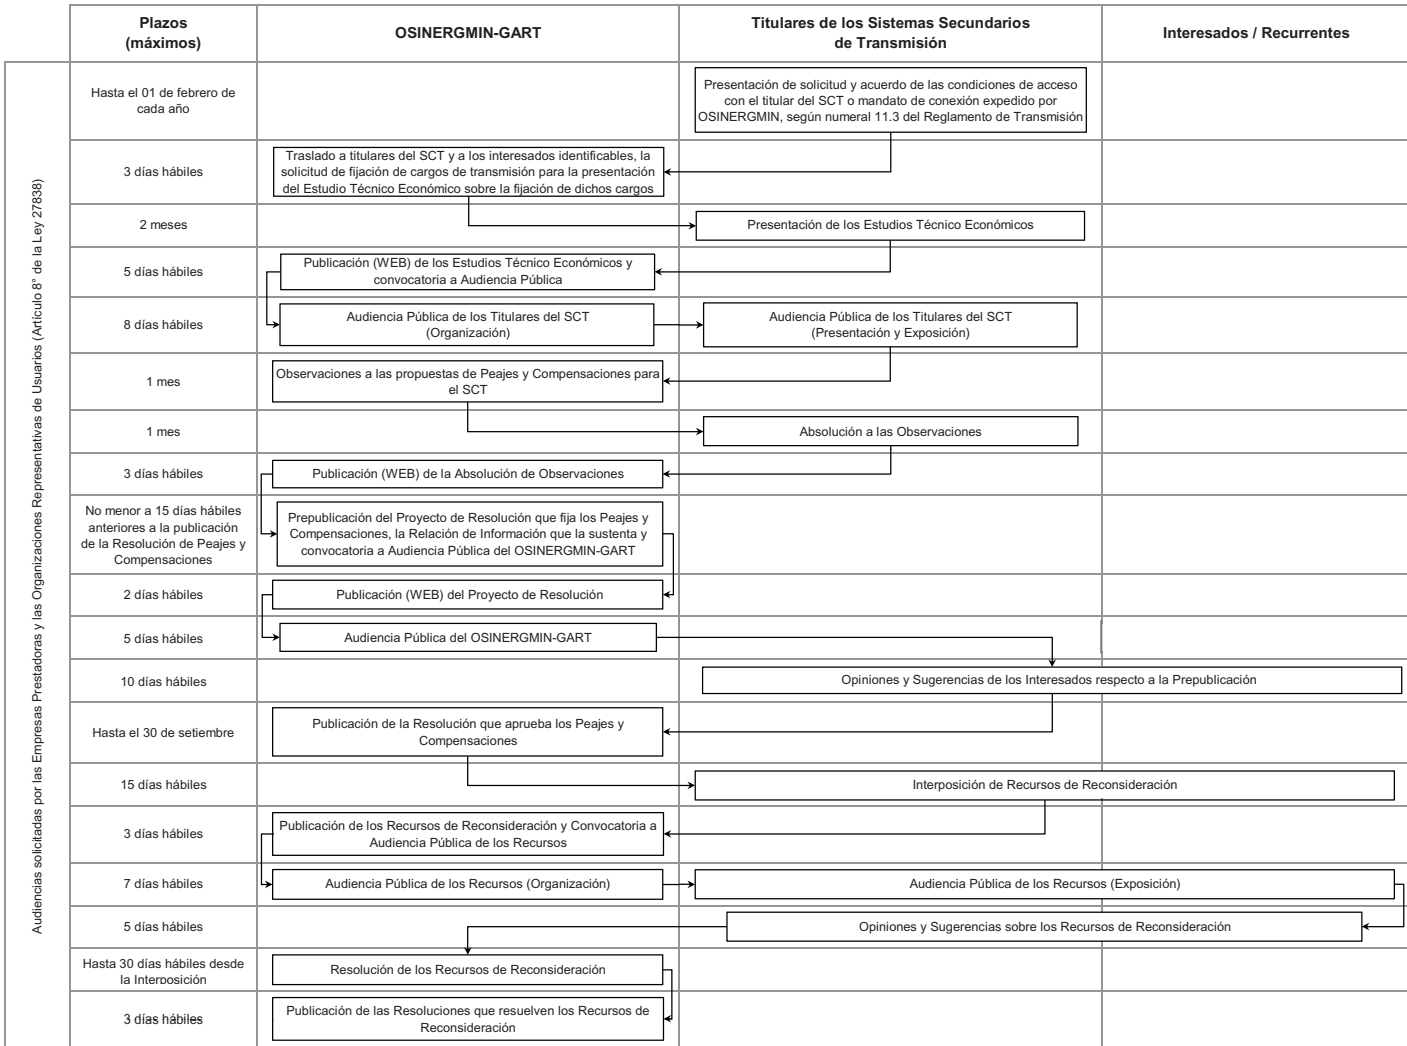 Plazos
(máximos)
OSINERGMIN-GART
Titulares de los Sistemas Secundarios
de Transmisión
Interesados / Recurrentes
Audiencias solicitadas por las Empresas Prestadoras y las Organizaciones Representativas de Usuarios (Artículo 8° de la Ley 27838)
Hasta el 01 de febrero de
cada año
Presentación de solicitud y acuerdo de las condiciones de acceso
con el titular del SCT o mandato de conexión expedido por
OSINERGMIN, según numeral 11.3 del Reglamento de Transmisión
3 días hábiles
Traslado a titulares del SCT y a los interesados identificables, la
solicitud de fijación de cargos de transmisión para la presentación
del Estudio Técnico Económico sobre la fijación de dichos cargos
2 meses
Presentación de los Estudios Técnico Económicos
5 días hábiles
Publicación (WEB) de los Estudios Técnico Económicos y
convocatoria a Audiencia Pública
8 días hábiles
Audiencia Pública de los Titulares del SCT
(Organización)
Audiencia Pública de los Titulares del SCT
(Presentación y Exposición)
1 mes
Observaciones a las propuestas de Peajes y Compensaciones para
el SCT
1 mes
Absolución a las Observaciones
3 días hábiles
Publicación (WEB) de la Absolución de Observaciones
No menor a 15 días hábiles
anteriores a la publicación
de la Resolución de Peajes y
Compensaciones
Prepublicación del Proyecto de Resolución que fija los Peajes y
Compensaciones, la Relación de Información que la sustenta y
convocatoria a Audiencia Pública del OSINERGMIN-GART
2 días hábiles
Publicación (WEB) del Proyecto de Resolución
5 días hábiles
Audiencia Pública del OSINERGMIN-GART
10 días hábiles
Opiniones y Sugerencias de los Interesados respecto a la Prepublicación
Hasta el 30 de setiembre
Publicación de la Resolución que aprueba los Peajes y
Compensaciones
15 días hábiles
Interposición de Recursos de Reconsideración
3 días hábiles
Publicación de los Recursos de Reconsideración y Convocatoria a
Audiencia Pública de los Recursos
7 días hábiles
Audiencia Pública de los Recursos (Organización)
Audiencia Pública de los Recursos (Exposición)
5 días hábiles
Opiniones y Sugerencias sobre los Recursos de Reconsideración
Hasta 30 días hábiles desde
la Interposición
Resolución de los Recursos de Reconsideración
3 días hábiles
Publicación de las Resoluciones que resuelven los Recursos de
Reconsideración